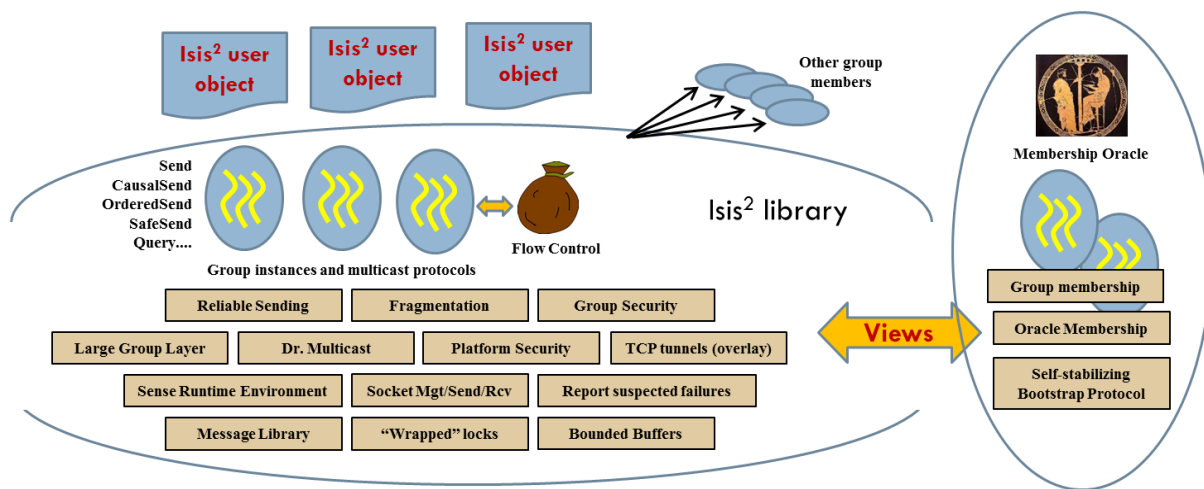 Isis² user
object
Isis² user
object
Isis² user
object
Other group
members
Membership Oracle
Send
CausalSend
OrderedSend
SafeSend
Query....
Isis² library
Flow Control
Group instances and multicast protocols
Reliable Sending
Fragmentation
Group Security
Large Group Layer
Dr. Multicast
Platform Security
TCP tunnels (overlay)
Sense Runtime Environment
Socket Mgt/Send/Rcv
Report suspected failures
Message Library
“Wrapped” locks
Bounded Buffers
Views
Group membership
Oracle Membership
Self-stabilizing
Bootstrap Protocol